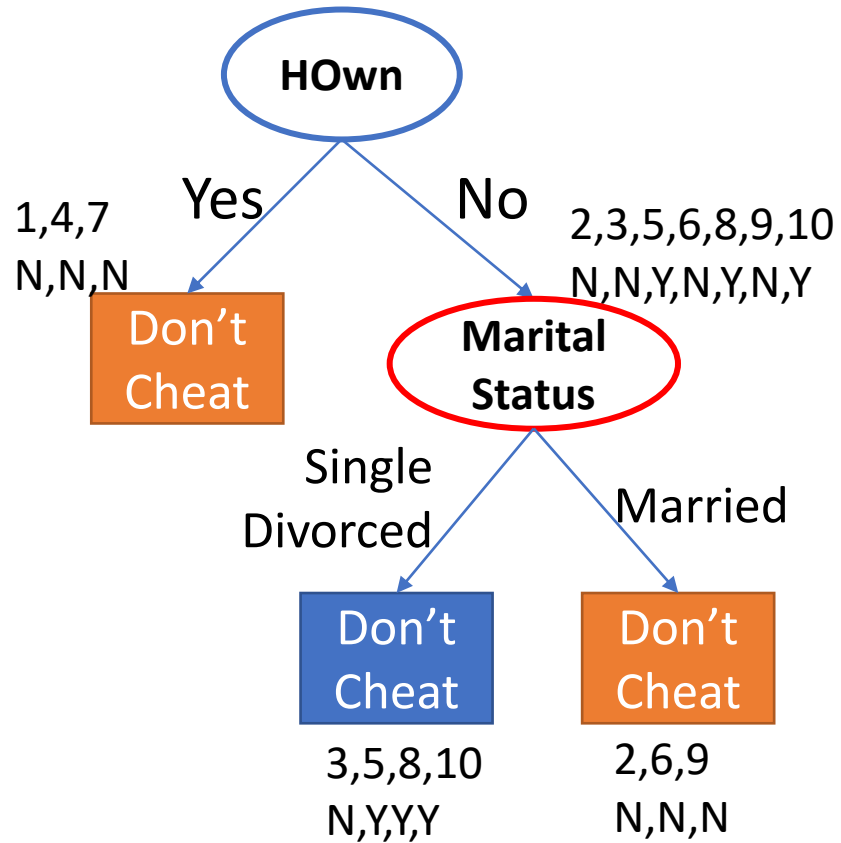 HOwn
Yes
No
1,4,7
N,N,N
2,3,5,6,8,9,10
N,N,Y,N,Y,N,Y
Don’t
Cheat
Marital
Status
Single
Divorced
Married
Don’t
Cheat
Don’t
Cheat
3,5,8,10
N,Y,Y,Y
2,6,9
N,N,N